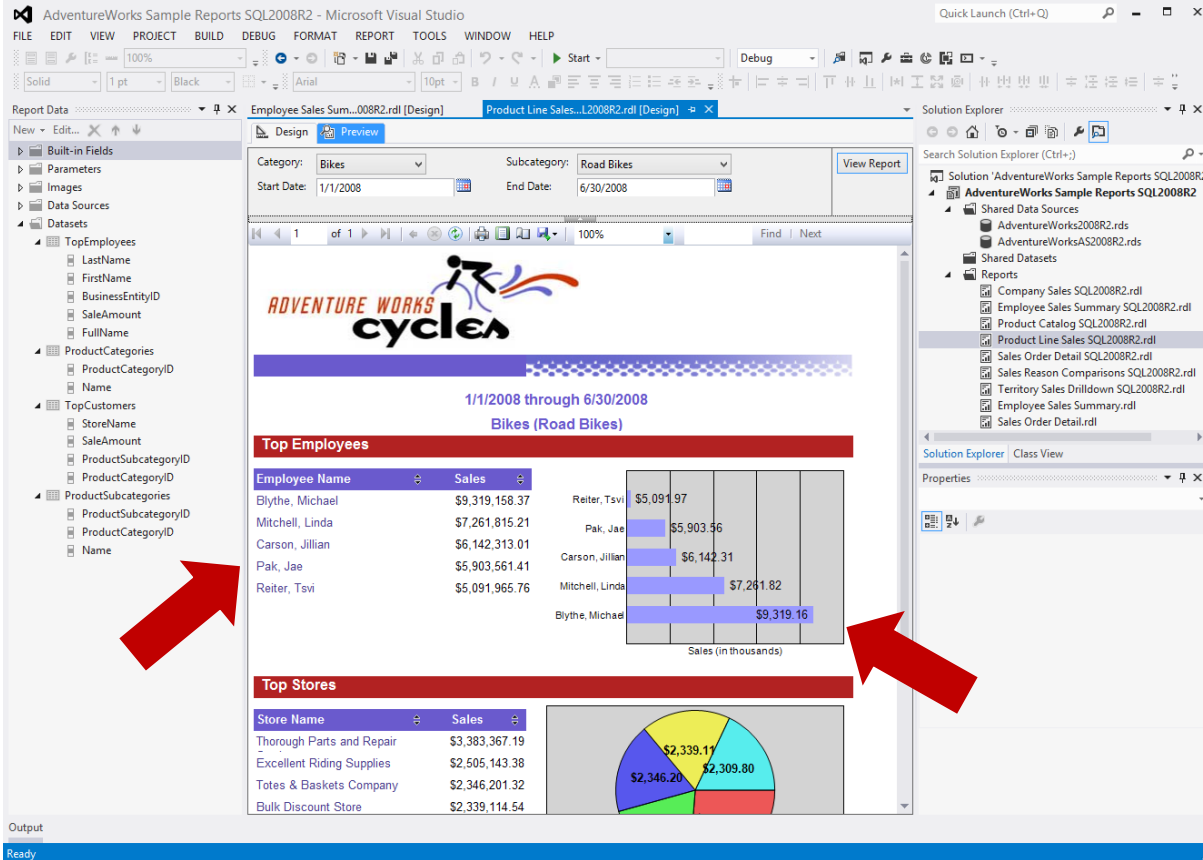 AdventureWorks Sample Reports SQL2008R2 - Microsoft Visual Studio
Quick Launch (Ctrl+Q)
FILE EDIT VIEW PROJECT BUILD DEBUG FORMAT REPORT TOOLS WINDOW HELP
100% Start Debug
Solid 1 pt Black Arial 10pt B I U A
Report Data
New Edit...
Built-in Fields
Parameters
Images
Data Sources
Datasets
TopEmployees
LastName
FirstName
BusinessEntityID
SaleAmount
FullName
ProductCategories
ProductCategoryID
Name
TopCustomers
StoreName
SaleAmount
ProductSubcategoryID
ProductCategoryID
ProductSubcategories
ProductSubcategoryID
ProductCategoryID
Name
Employee Sales Sum...008R2.rdl [Design] Product Line Sales...L2008R2.rdl [Design]
Design Preview
Category: Bikes Subcategory: Road Bikes View Report
Start Date: 1/1/2008 End Date: 6/30/2008
1 of 1 100% Find | Next
ADVENTURE WORKS
cycles
1/1/2008 through 6/30/2008
Bikes (Road Bikes)
Top Employees
Employee Name Sales
Blythe, Michael $9,319,158.37
Mitchell, Linda $7,261,815.21
Carson, Jillian $6,142,313.01
Pak, Jae $5,903,561.41
Reiter, Tsvi $5,091,965.76
Reiter, Tsvi $5,091.97
Pak, Jae $5,903.56
Carson, Jillian $6,142.31
Mitchell, Linda $7,261.82
Blythe, Michael $9,319.16
Sales (in thousands)
Top Stores
Store Name Sales
Thorough Parts and Repair $3,383,367.19
Excellent Riding Supplies $2,505,143.38
Totes & Baskets Company $2,346,201.32
Bulk Discount Store $2,339,114.54
$2,339.11
$2,346.20 $2,309.80
Solution Explorer
Search Solution Explorer (Ctrl+;)
Solution 'AdventureWorks Sample Reports SQL2008R2
AdventureWorks Sample Reports SQL2008R2
Shared Data Sources
AdventureWorks2008R2.rds
AdventureWorksAS2008R2.rds
Shared Datasets
Reports
Company Sales SQL2008R2.rdl
Employee Sales Summary SQL2008R2.rdl
Product Catalog SQL2008R2.rdl
Product Line Sales SQL2008R2.rdl
Sales Order Detail SQL2008R2.rdl
Sales Reason Comparisons SQL2008R2.rdl
Territory Sales Drilldown SQL2008R2.rdl
Employee Sales Summary.rdl
Sales Order Detail.rdl
Solution Explorer Class View
Properties
Output
Ready